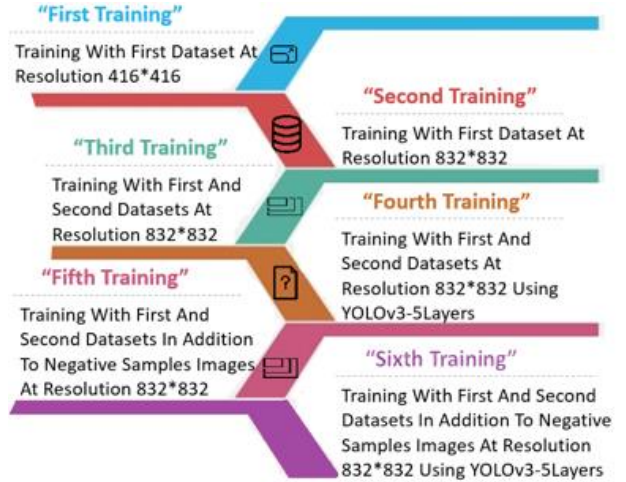 “First Training”
Training With First Dataset At
Resolution 416*416
“Second Training”
Training With First Dataset At
Resolution 832*832
“Third Training”
Training With First And
Second Datasets At
Resolution 832*832
“Fourth Training”
Training With First And
Second Datasets At
Resolution 832*832 Using
YOLOv3-5Layers
“Fifth Training”
Training With First And
Second Datasets In Addition
To Negative Samples Images
At Resolution 832*832
“Sixth Training”
Training With First And Second
Datasets In Addition To Negative
Samples Images At Resolution
832*832 Using YOLOv3-5Layers
?